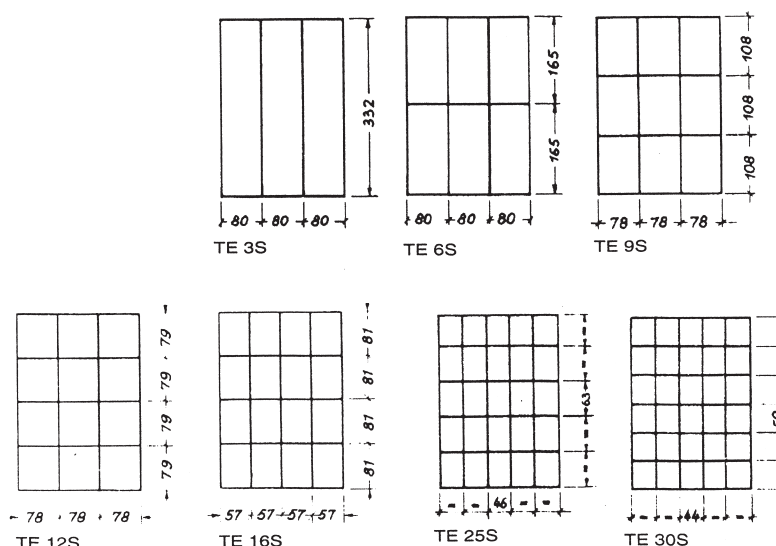 332
80 80 80
TE 3S
165
165
80 80 80
TE 6S
108
108
108
78 78 78
TE 9S
79
79
79
79
78 78 78
TE 12S
81
81
81
81
57 57 57 57
TE 16S
= = 63 = =
= = 46 = =
TE 25S
= = 44 = =
TE 30S